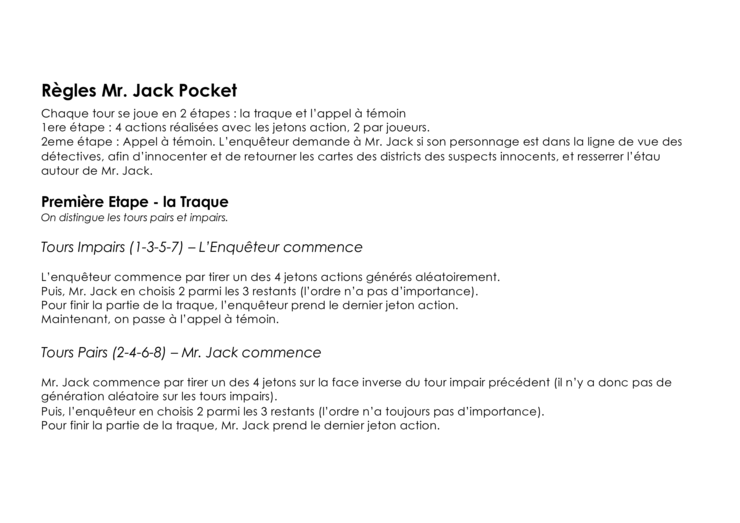 Règles Mr. Jack Pocket
Chaque tour se joue en 2 étapes : la traque et l'appel à témoin
1ere étape : 4 actions réalisées avec les jetons action, 2 par joueurs.
2eme étape : Appel à témoin. L'enquêteur demande à Mr. Jack si son personnage est dans la ligne de vue des
détectives, afin d'innocenter et de retourner les cartes des districts des suspects innocents, et resserrer l'étau
autour de Mr. Jack.
Première Etape - la Traque
On distingue les tours pairs et impairs.
Tours Impairs (1-3-5-7) – L'Enquêteur commence
L'enquêteur commence par tirer un des 4 jetons actions générés aléatoirement.
Puis, Mr. Jack en choisis 2 parmi les 3 restants (l'ordre n'a pas d'importance).
Pour finir la partie de la traque, l'enquêteur prend le dernier jeton action.
Maintenant, on passe à l'appel à témoin.
Tours Pairs (2-4-6-8) – Mr. Jack commence
Mr. Jack commence par tirer un des 4 jetons sur la face inverse du tour impair précédent (il n'y a donc pas de
génération aléatoire sur les tours impairs).
Puis, l'enquêteur en choisis 2 parmi les 3 restants (l'ordre n'a toujours pas d'importance).
Pour finir la partie de la traque, Mr. Jack prend le dernier jeton action.